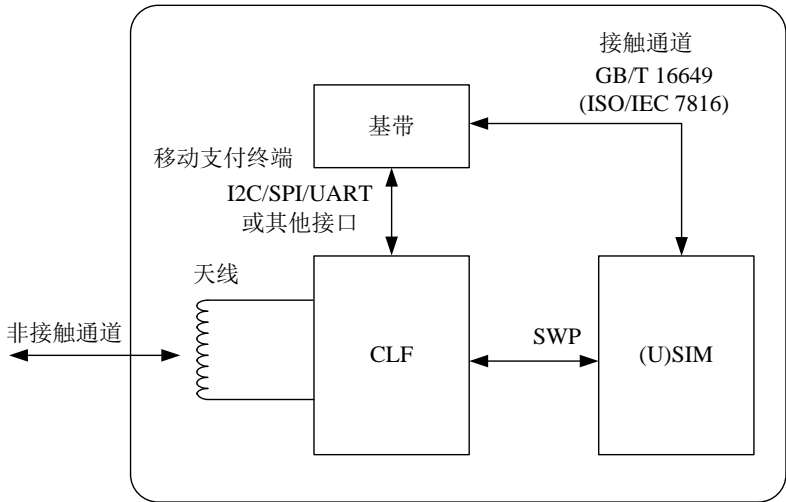 接触通道
GB/T 16649
(ISO/IEC 7816)
基带
移动支付终端
I2C/SPI/UART
或其他接口
天线
非接触通道
CLF
SWP
(U)SIM